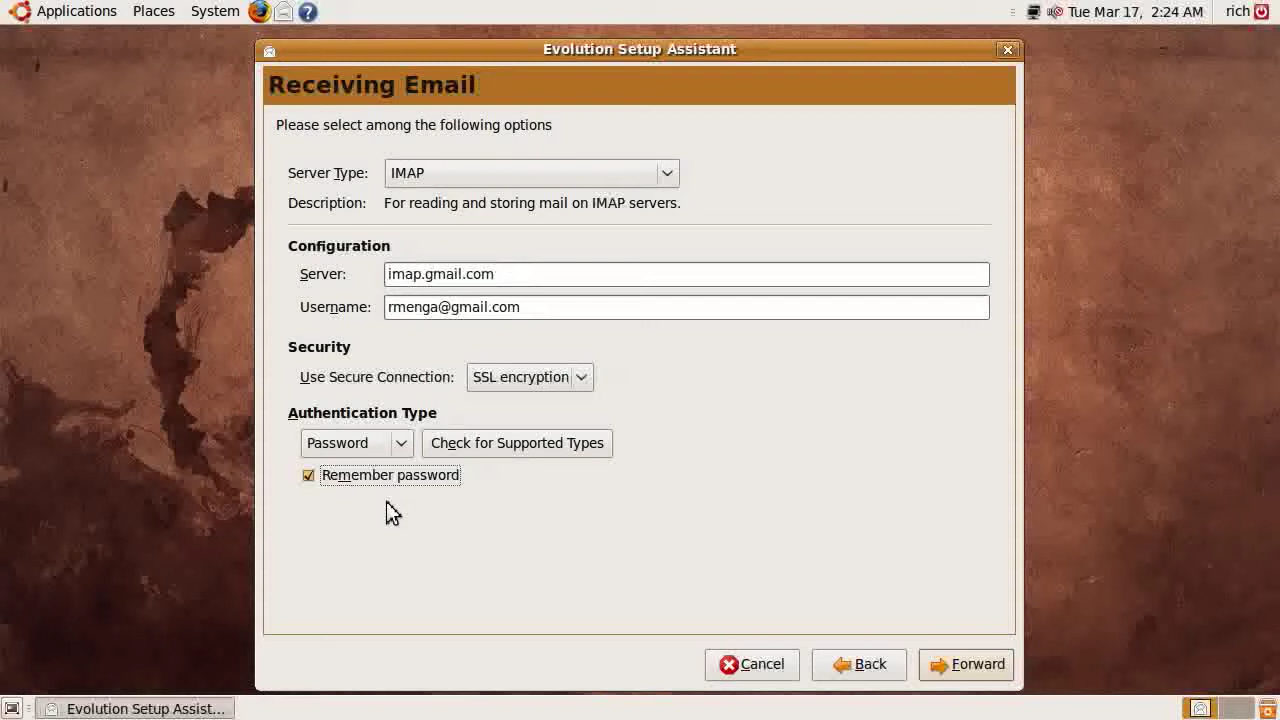 Applications Places System Tue Mar 17, 2:24 AM rich
Evolution Setup Assistant
Receiving Email
Please select among the following options
Server Type: IMAP
Description: For reading and storing mail on IMAP servers.
Configuration
Server: imap.gmail.com
Username: rmenga@gmail.com
Security
Use Secure Connection: SSL encryption
Authentication Type
Password Check for Supported Types
Remember password
Cancel Back Forward
Evolution Setup Assist...